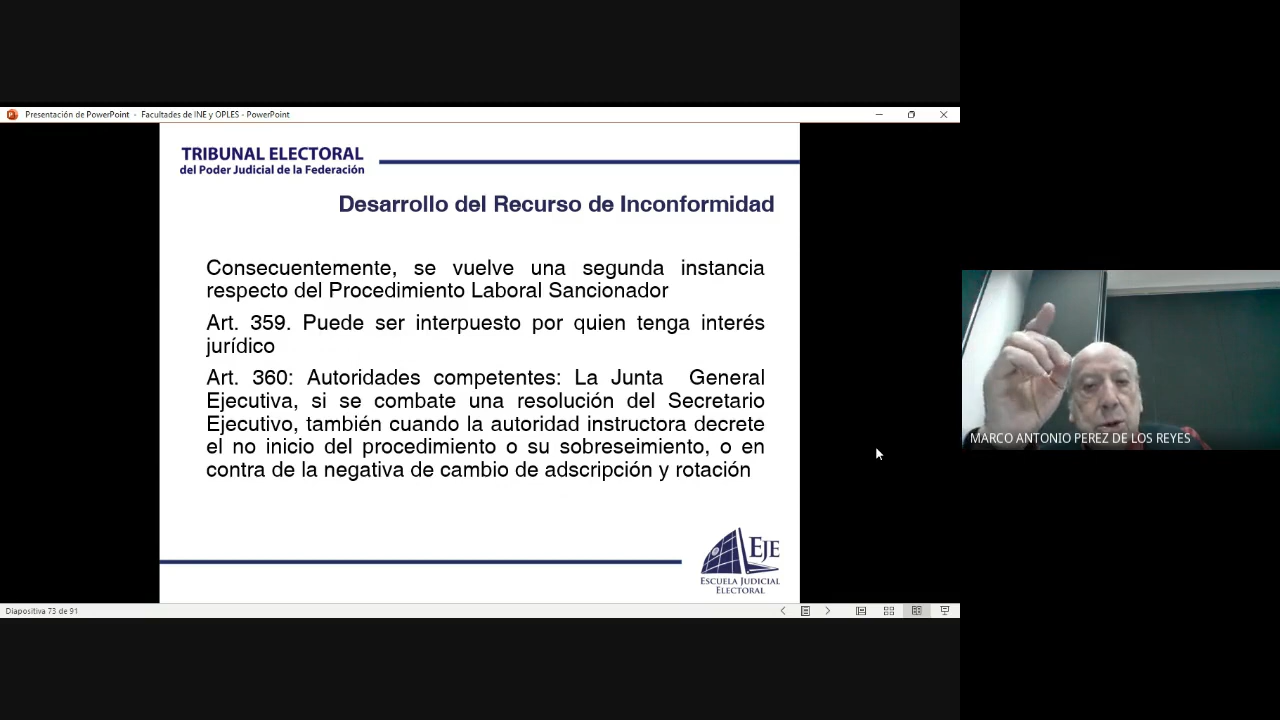 Presentación de PowerPoint - Facultades de INE y OPLES - PowerPoint
TRIBUNAL ELECTORAL
del Poder Judicial de la Federación
Desarrollo del Recurso de Inconformidad
Consecuentemente, se vuelve una segunda instancia
respecto del Procedimiento Laboral Sancionador
Art. 359. Puede ser interpuesto por quien tenga interés
jurídico
Art. 360: Autoridades competentes: La Junta General
Ejecutiva, si se combate una resolución del Secretario
Ejecutivo, también cuando la autoridad instructora decrete
el no inicio del procedimiento o su sobreseimiento, o en
contra de la negativa de cambio de adscripción y rotación
MARCO ANTONIO PEREZ DE LOS REYES
EJE
ESCUELA JUDICIAL
ELECTORAL
Diapositiva 73 de 91